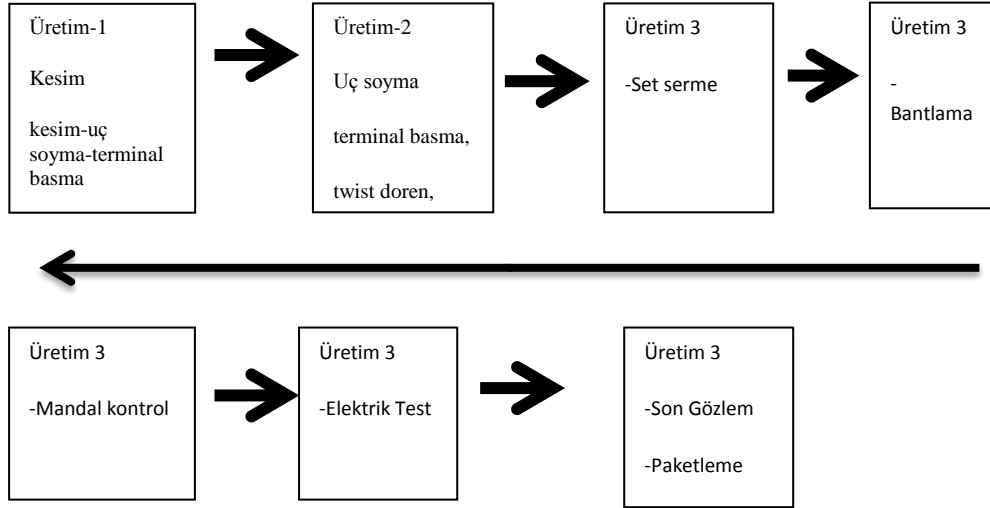 Üretim-1
Kesim
kesim-uç
soyma-terminal
basma
Üretim-2
Uç soyma
terminal basma,
twist doren,
Üretim 3
-Set serme
Üretim 3
-
Bantlama
Üretim 3
-Mandal kontrol
Üretim 3
-Elektrik Test
Üretim 3
-Son Gözlem
-Paketleme